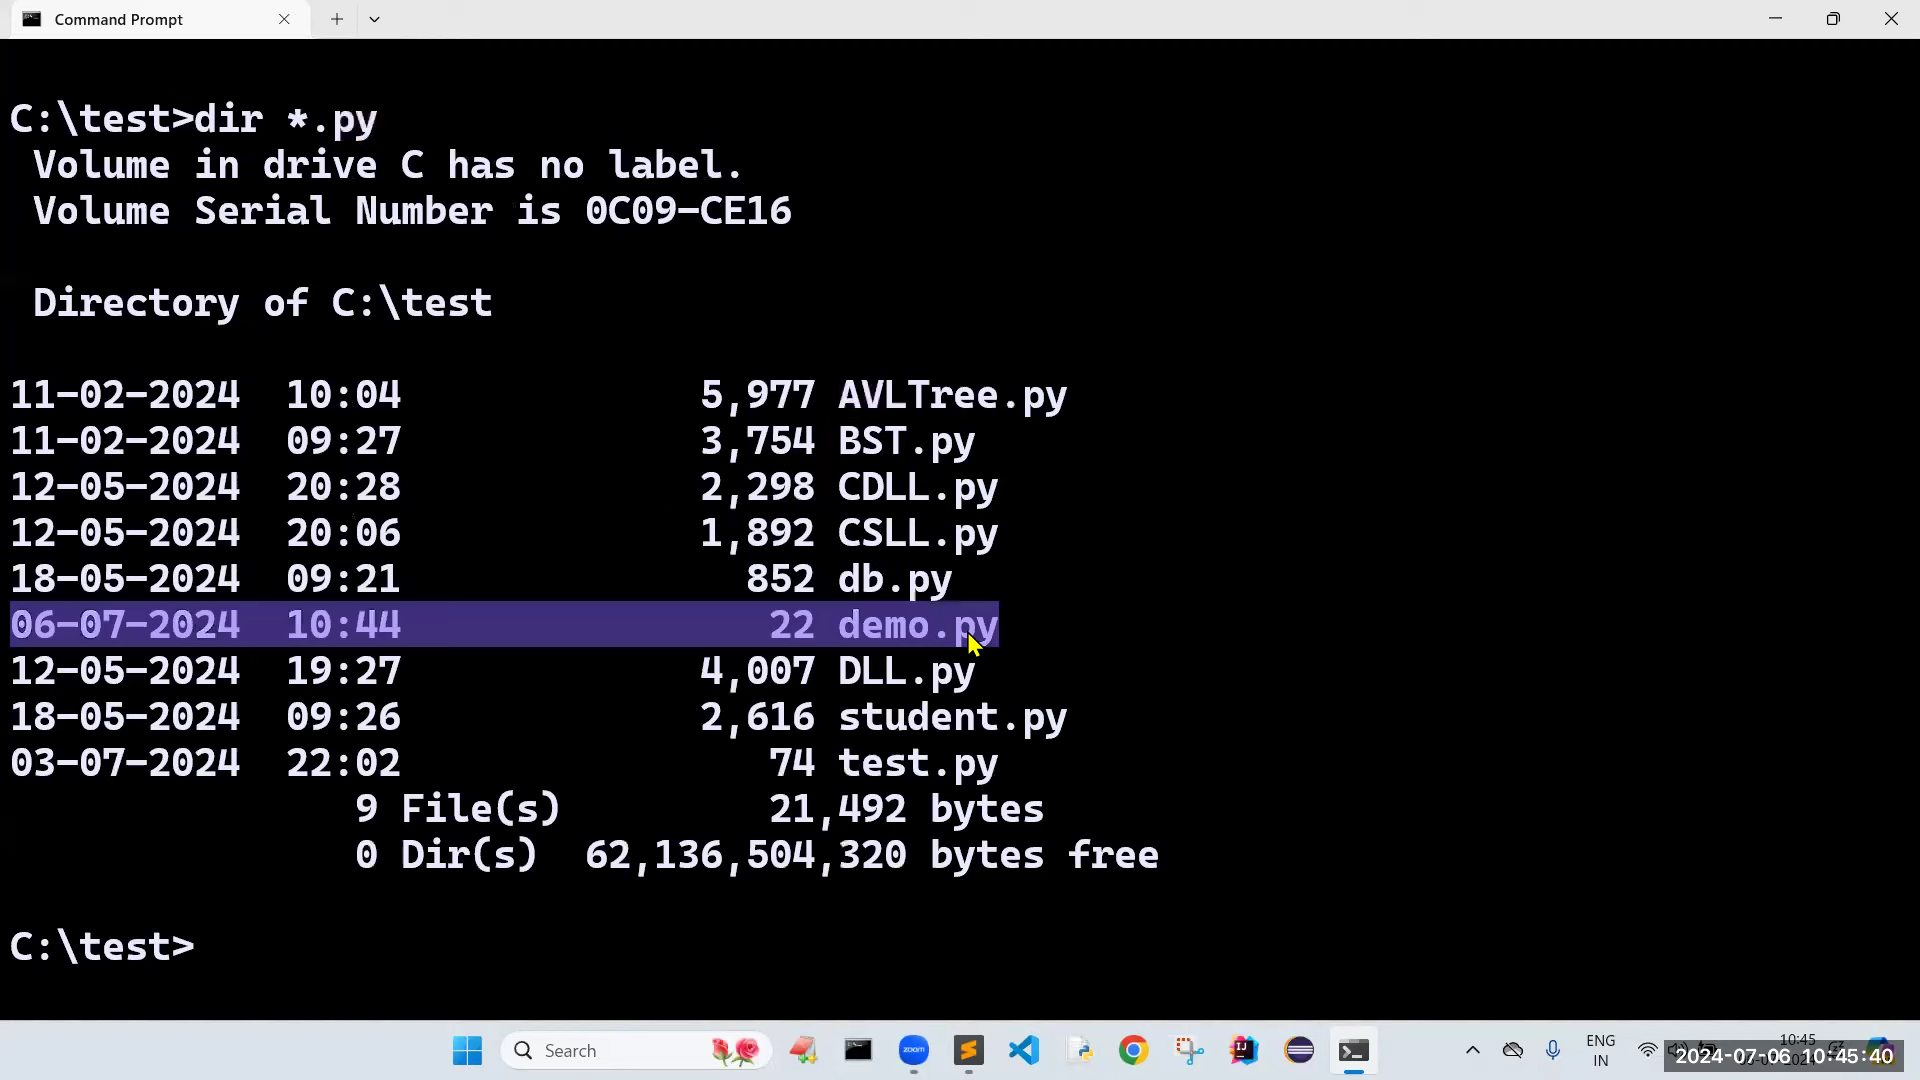 Command Prompt
C:\test>dir *.py
Volume in drive C has no label.
Volume Serial Number is 0C09-CE16
Directory of C:\test
11-02-2024  10:04  5,977 AVLTree.py
11-02-2024  09:27  3,754 BST.py
12-05-2024  20:28  2,298 CDLL.py
12-05-2024  20:06  1,892 CSLL.py
18-05-2024  09:21  852 db.py
06-07-2024  10:44  22 demo.py
12-05-2024  19:27  4,007 DLL.py
18-05-2024  09:26  2,616 student.py
03-07-2024  22:02  74 test.py
9 File(s)  21,492 bytes
0 Dir(s)  62,136,504,320 bytes free
C:\test>
Search
zoom
IJ
ENG
IN
10:45
2024-07-06 10:45:40